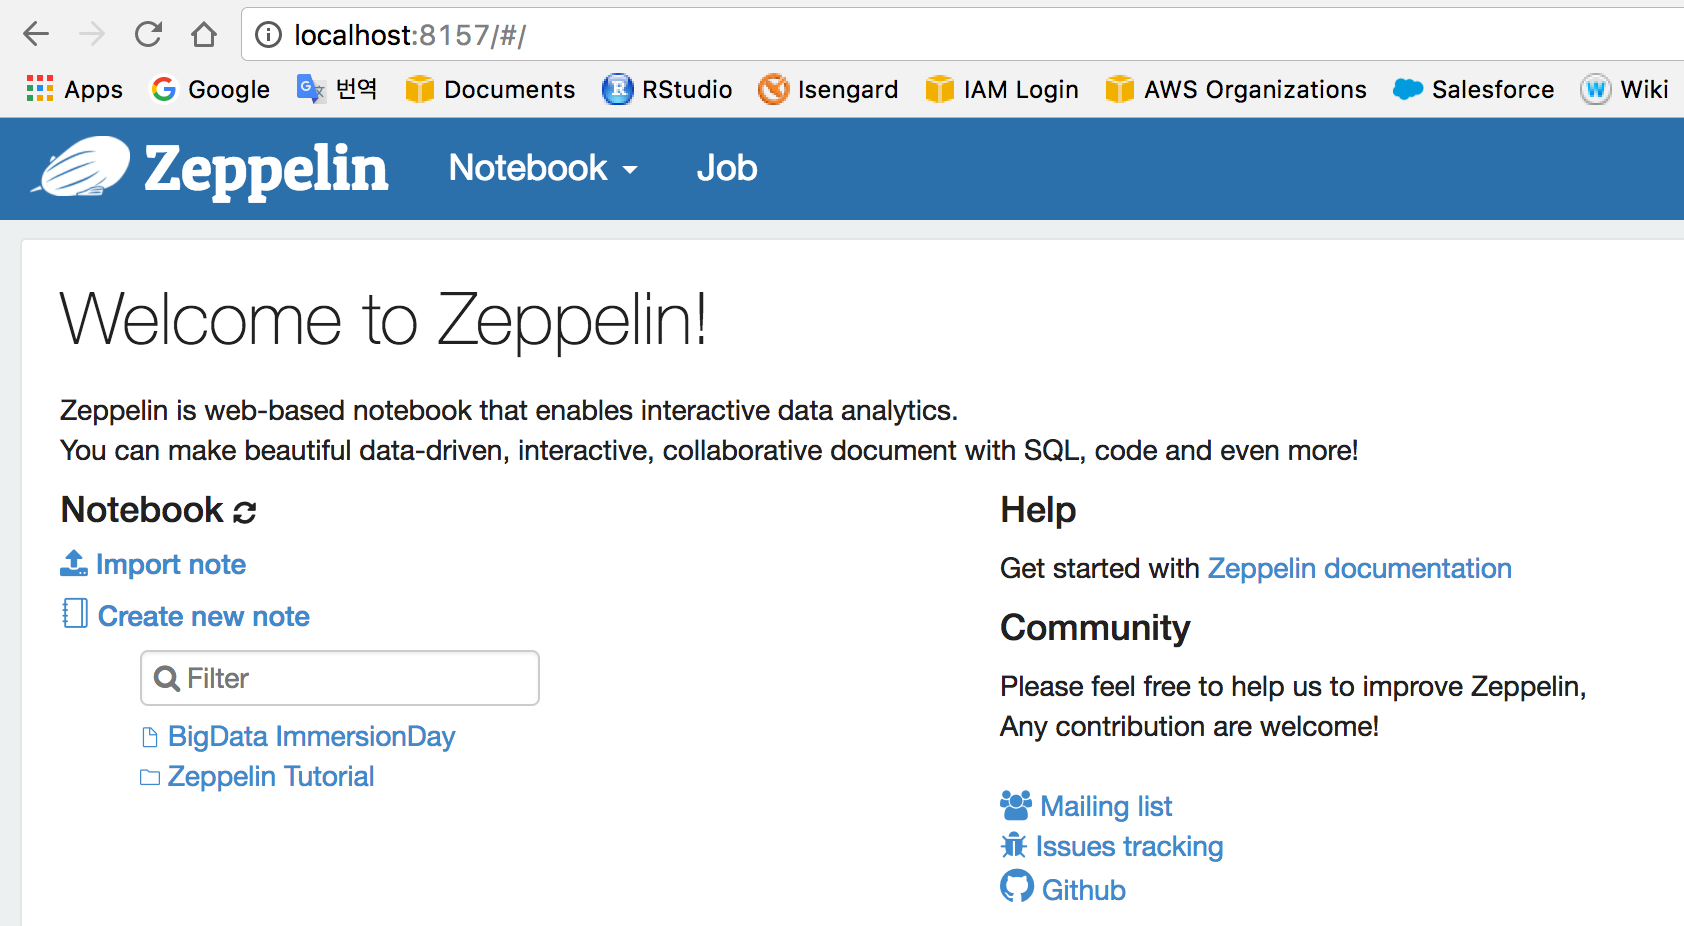 localhost:8157/#/
Apps Google 번역 Documents RStudio Isengard IAM Login AWS Organizations Salesforce Wiki
Zeppelin Notebook Job
Welcome to Zeppelin!
Zeppelin is web-based notebook that enables interactive data analytics.
You can make beautiful data-driven, interactive, collaborative document with SQL, code and even more!
Notebook
Import note
Create new note
Filter
BigData ImmersionDay
Zeppelin Tutorial
Help
Get started with Zeppelin documentation
Community
Please feel free to help us to improve Zeppelin,
Any contribution are welcome!
Mailing list
Issues tracking
Github